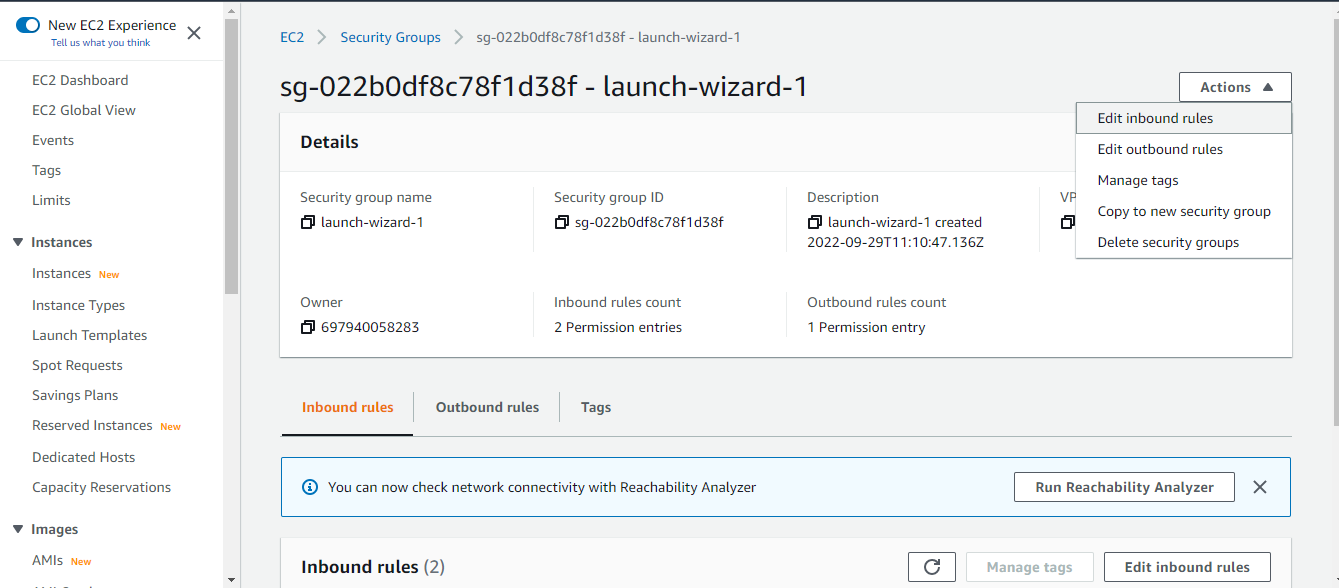 New EC2 Experience
Tell us what you think
EC2 Dashboard
EC2 Global View
Events
Tags
Limits
Instances
Instances New
Instance Types
Launch Templates
Spot Requests
Savings Plans
Reserved Instances New
Dedicated Hosts
Capacity Reservations
Images
AMIs New
EC2 > Security Groups > sg-022b0df8c78f1d38f - launch-wizard-1
sg-022b0df8c78f1d38f - launch-wizard-1
Actions
Edit inbound rules
Edit outbound rules
Manage tags
Copy to new security group
Delete security groups
Details
Security group name
launch-wizard-1
Security group ID
sg-022b0df8c78f1d38f
Description
launch-wizard-1 created
2022-09-29T11:10:47.136Z
VP
Owner
697940058283
Inbound rules count
2 Permission entries
Outbound rules count
1 Permission entry
Inbound rules
Outbound rules
Tags
You can now check network connectivity with Reachability Analyzer
Run Reachability Analyzer
Inbound rules (2)
Manage tags
Edit inbound rules